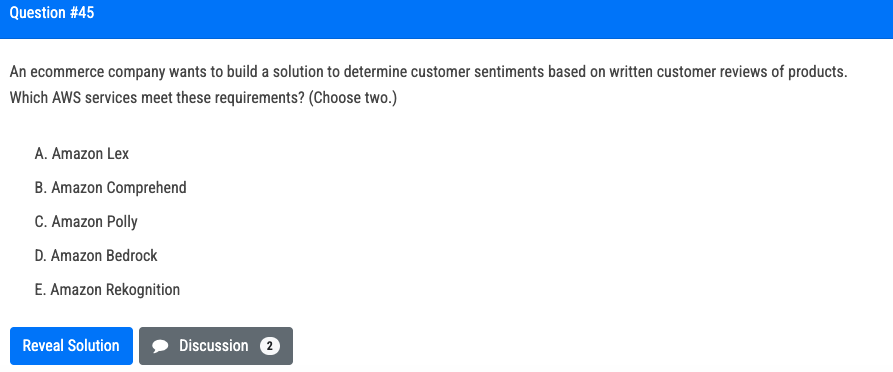 Question #45
An ecommerce company wants to build a solution to determine customer sentiments based on written customer reviews of products.
Which AWS services meet these requirements? (Choose two.)
A. Amazon Lex
B. Amazon Comprehend
C. Amazon Polly
D. Amazon Bedrock
E. Amazon Rekognition
Reveal Solution Discussion 2